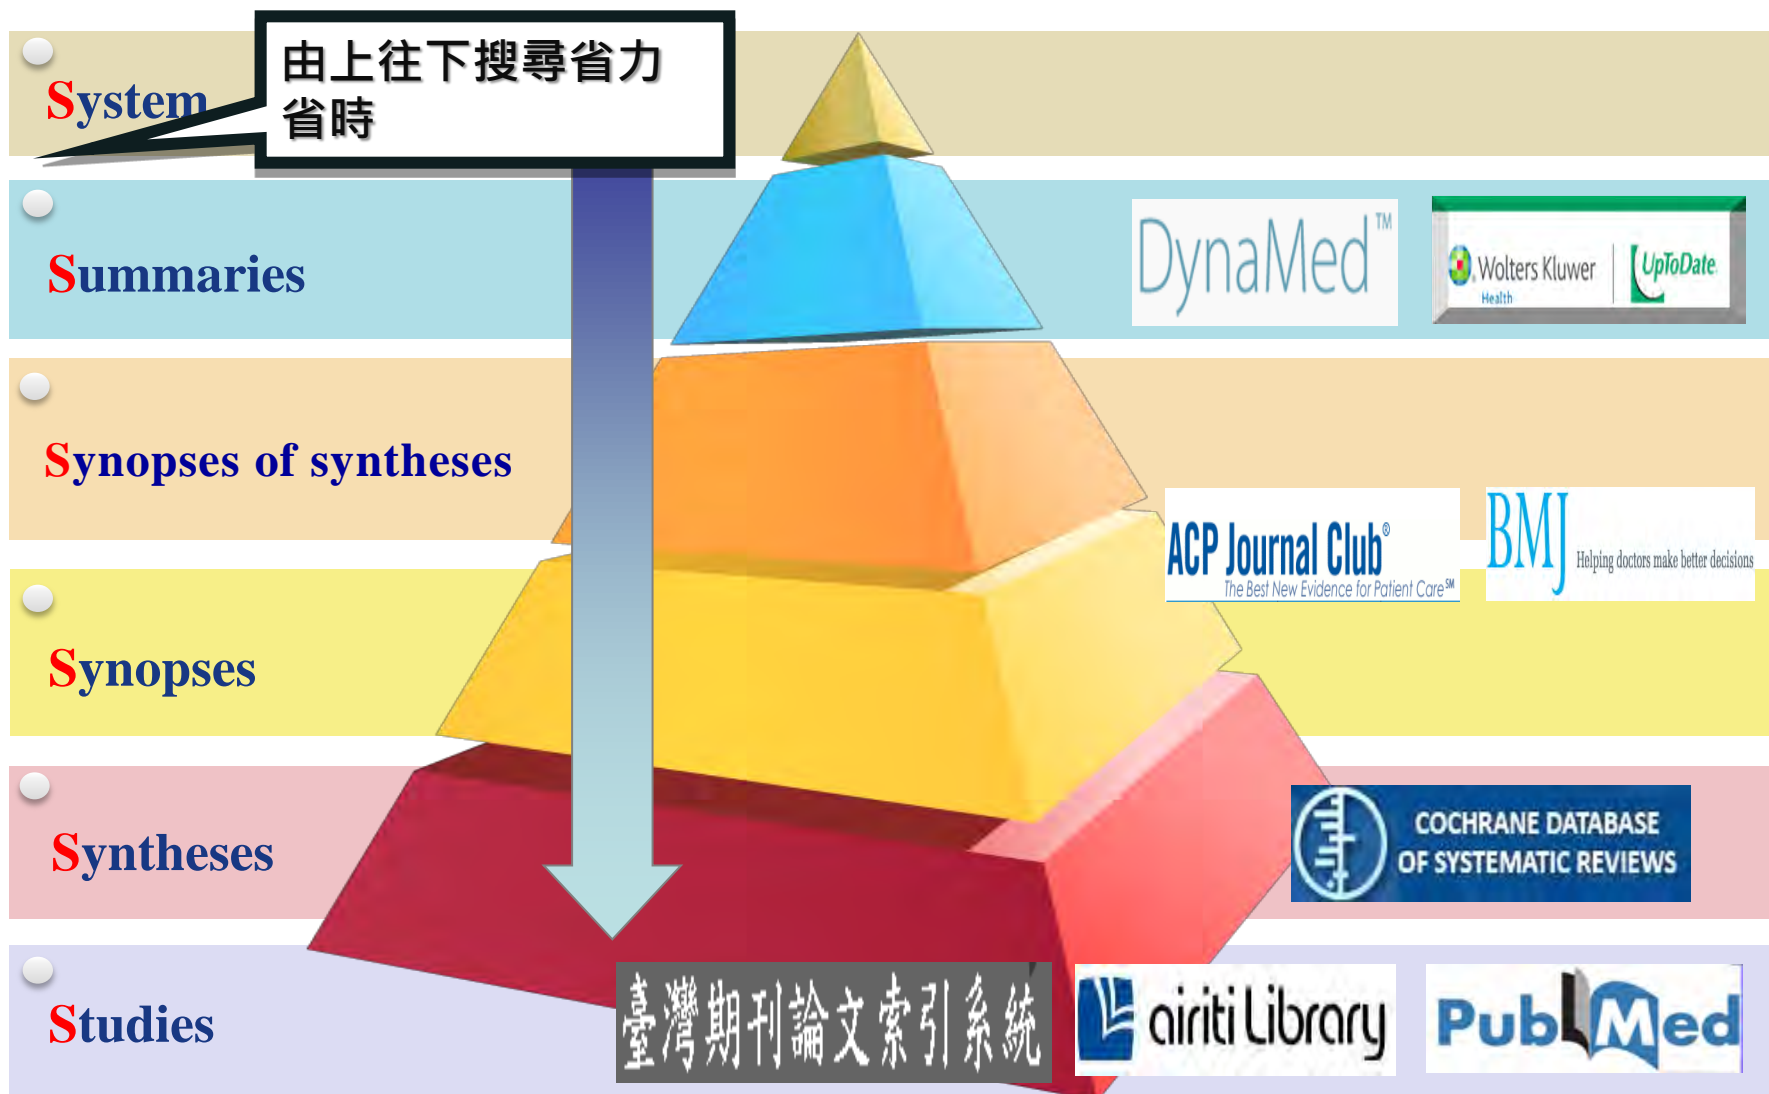 由上往下搜尋省力
省時
System
Summaries
DynaMed™
Wolters Kluwer
Health
UpToDate
Synopses of syntheses
ACP Journal Club®
The Best New Evidence for Patient Care℠
BMJ
Helping doctors make better decisions
Synopses
Syntheses
COCHRANE DATABASE
OF SYSTEMATIC REVIEWS
Studies
臺灣期刊論文索引系統
airiti Library
PubMed